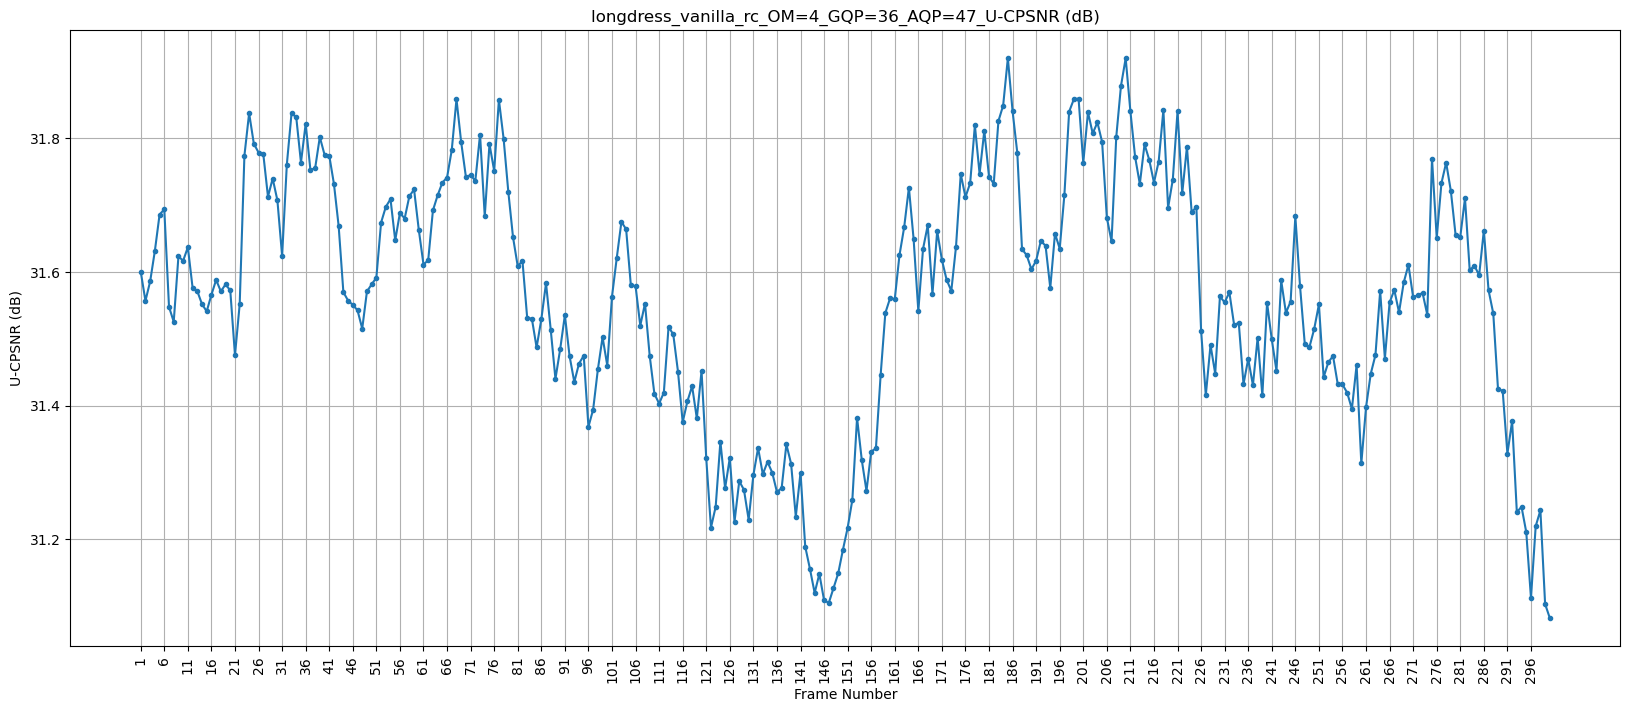 longdress_vanilla_rc_OM=4_GQP=36_AQP=47_U-CPSNR (dB)
U-CPSNR (dB)
31.8
31.6
31.4
31.2
1 6 11 16 21 26 31 36 41 46 51 56 61 66 71 76 81 86 91 96 101 106 111 116 121 126 131 136 141 146 151 156 161 166 171 176 181 186 191 196 201 206 211 216 221 226 231 236 241 246 251 256 261 266 271 276 281 286 291 296
Frame Number